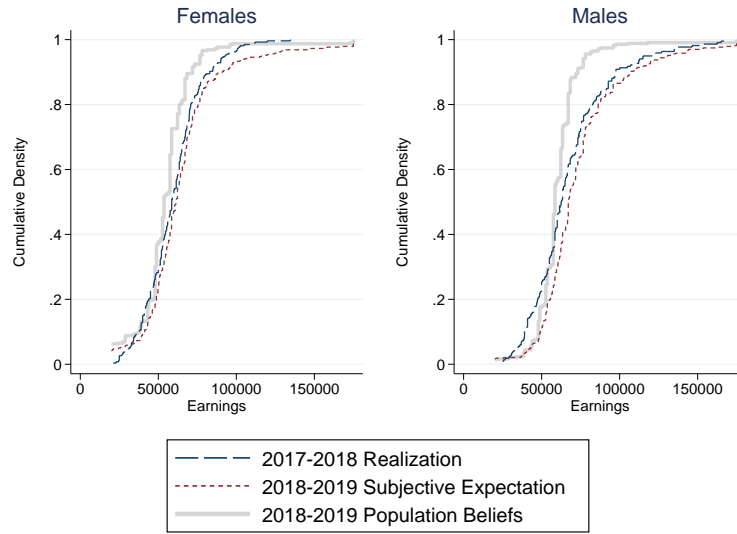 Females
Males
1
.8
.6
.4
.2
0
Cumulative Density
0 50000 100000 150000
Earnings
1
.8
.6
.4
.2
0
Cumulative Density
0 50000 100000 150000
Earnings
2017-2018 Realization
2018-2019 Subjective Expectation
2018-2019 Population Beliefs